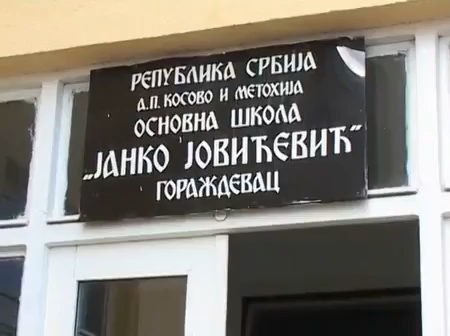 РЕПУБЛИКА СРБИЈА
А.П. КОСОВО И МЕТОХИЈА
ОСНОВНА ШКОЛА
„ЈАНКО ЈОВИЋЕВИЋ"
ГОРАЖДЕВАЦ